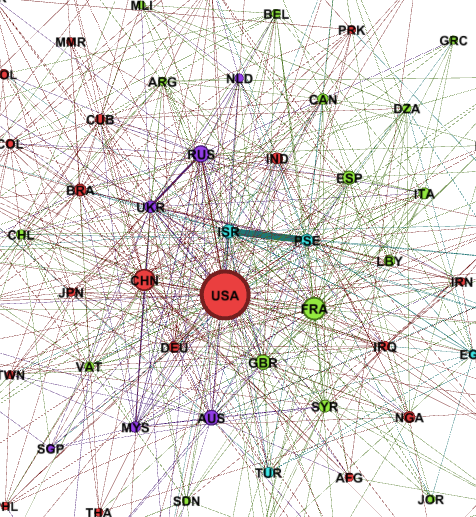 MLI
BEL
PRK
GRC
MMR
OL
ARG
NLD
CAN
DZA
CUB
COL
RUS
IND
ESP
ITA
BRA
UKR
CHL
ISR
PSE
LBY
IRN
JPN
CHN
USA
FRA
DEU
IRQ
EG
TWN
VAT
GBR
SYR
NGA
MYS
AUS
SGP
TUR
AFG
JOR
SDN
HL
THA